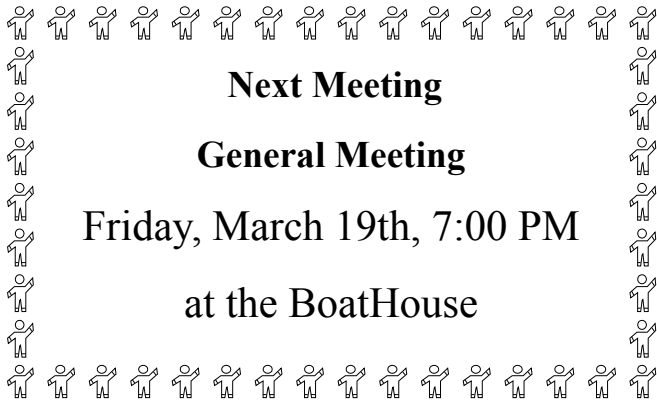 Next Meeting
General Meeting
Friday, March 19th, 7:00 PM
at the BoatHouse